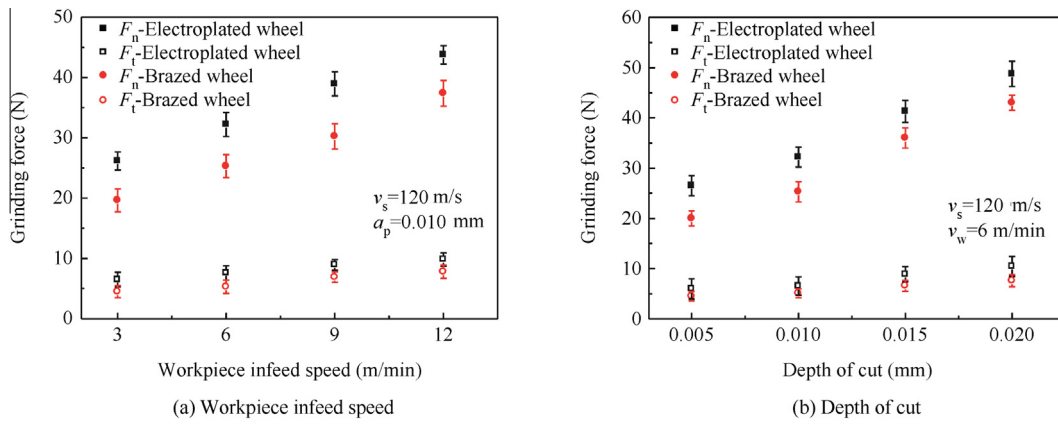 50
40
30
20
10
0
Grinding force (N)
Fn-Electroplated wheel
Ft-Electroplated wheel
Fn-Brazed wheel
Ft-Brazed wheel
vs=120 m/s
ap=0.010 mm
3 6 9 12
Workpiece infeed speed (m/min)
(a) Workpiece infeed speed
60
50
40
30
20
10
0
Grinding force (N)
Fn-Electroplated wheel
Ft-Electroplated wheel
Fn-Brazed wheel
Ft-Brazed wheel
vs=120 m/s
vw=6 m/min
0.005 0.010 0.015 0.020
Depth of cut (mm)
(b) Depth of cut